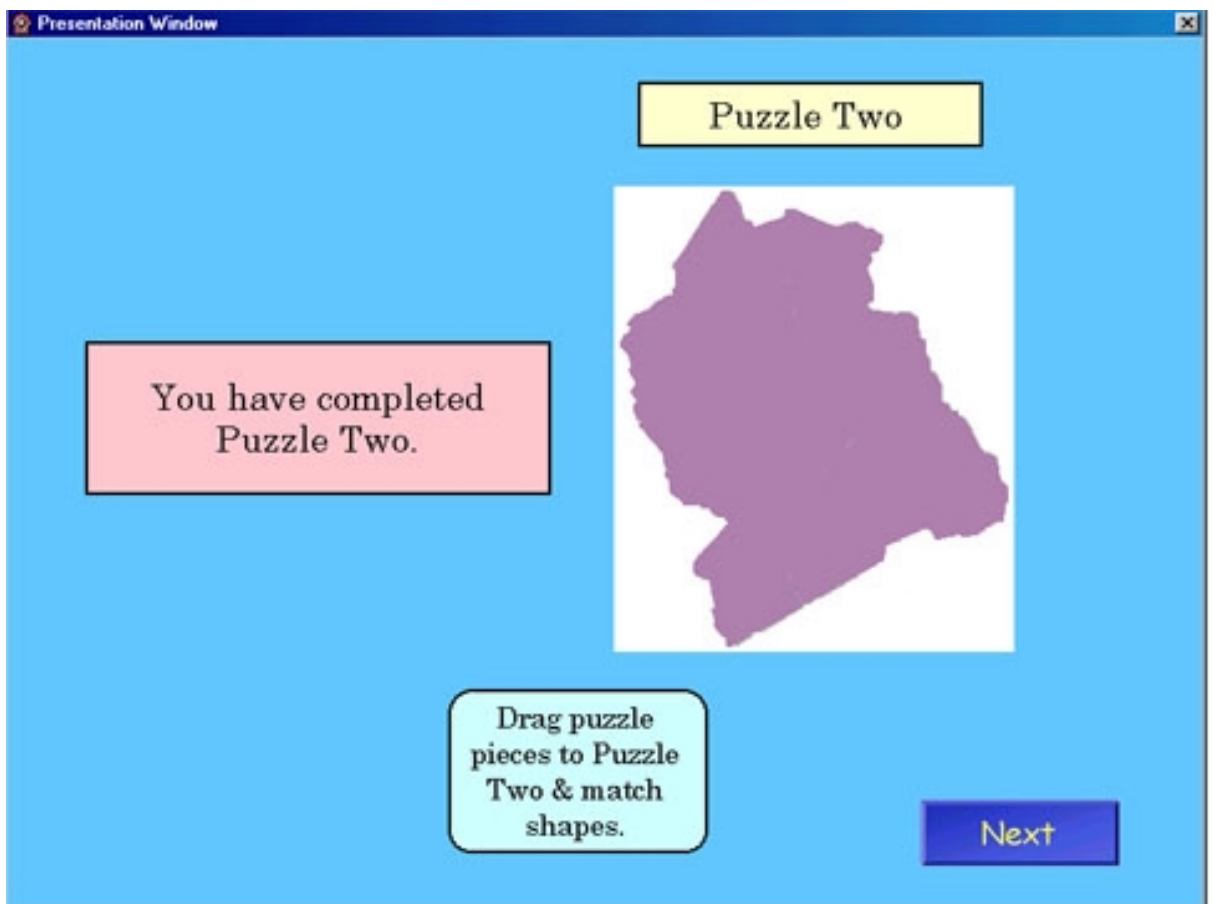 Presentation Window
Puzzle Two
You have completed
Puzzle Two.
Drag puzzle
pieces to Puzzle
Two & match
shapes.
Next